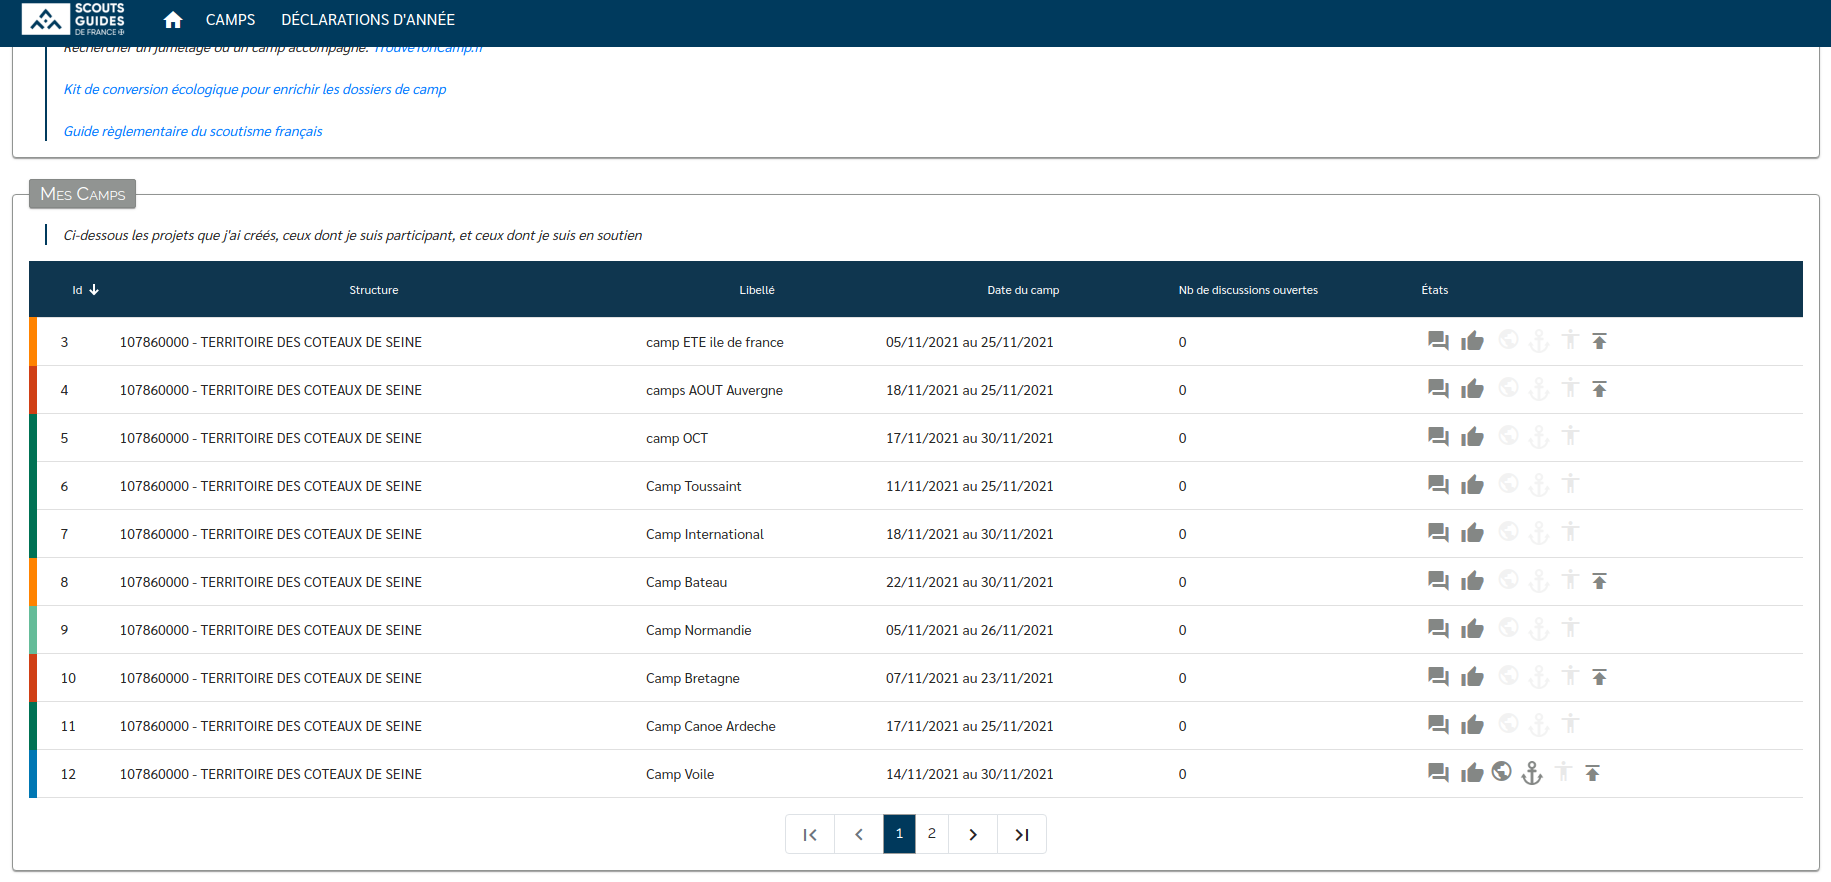 SCOUTS
GUIDES
DE FRANCE
CAMPS
DÉCLARATIONS D'ANNÉE
Rechercher un jumelage ou un camp accompagné. TrouveTonCamp.fr
Kit de conversion écologique pour enrichir les dossiers de camp
Guide règlementaire du scoutisme français
Mes Camps
Ci-dessous les projets que j'ai créés, ceux dont je suis participant, et ceux dont je suis en soutien
Id Structure Libellé Date du camp Nb de discussions ouvertes États
3 107860000 - TERRITOIRE DES COTEAUX DE SEINE camp ETE ile de france 05/11/2021 au 25/11/2021 0
4 107860000 - TERRITOIRE DES COTEAUX DE SEINE camps AOUT Auvergne 18/11/2021 au 25/11/2021 0
5 107860000 - TERRITOIRE DES COTEAUX DE SEINE camp OCT 17/11/2021 au 30/11/2021 0
6 107860000 - TERRITOIRE DES COTEAUX DE SEINE Camp Toussaint 11/11/2021 au 25/11/2021 0
7 107860000 - TERRITOIRE DES COTEAUX DE SEINE Camp International 18/11/2021 au 30/11/2021 0
8 107860000 - TERRITOIRE DES COTEAUX DE SEINE Camp Bateau 22/11/2021 au 30/11/2021 0
9 107860000 - TERRITOIRE DES COTEAUX DE SEINE Camp Normandie 05/11/2021 au 26/11/2021 0
10 107860000 - TERRITOIRE DES COTEAUX DE SEINE Camp Bretagne 07/11/2021 au 23/11/2021 0
11 107860000 - TERRITOIRE DES COTEAUX DE SEINE Camp Canoe Ardeche 17/11/2021 au 25/11/2021 0
12 107860000 - TERRITOIRE DES COTEAUX DE SEINE Camp Voile 14/11/2021 au 30/11/2021 0
1 2